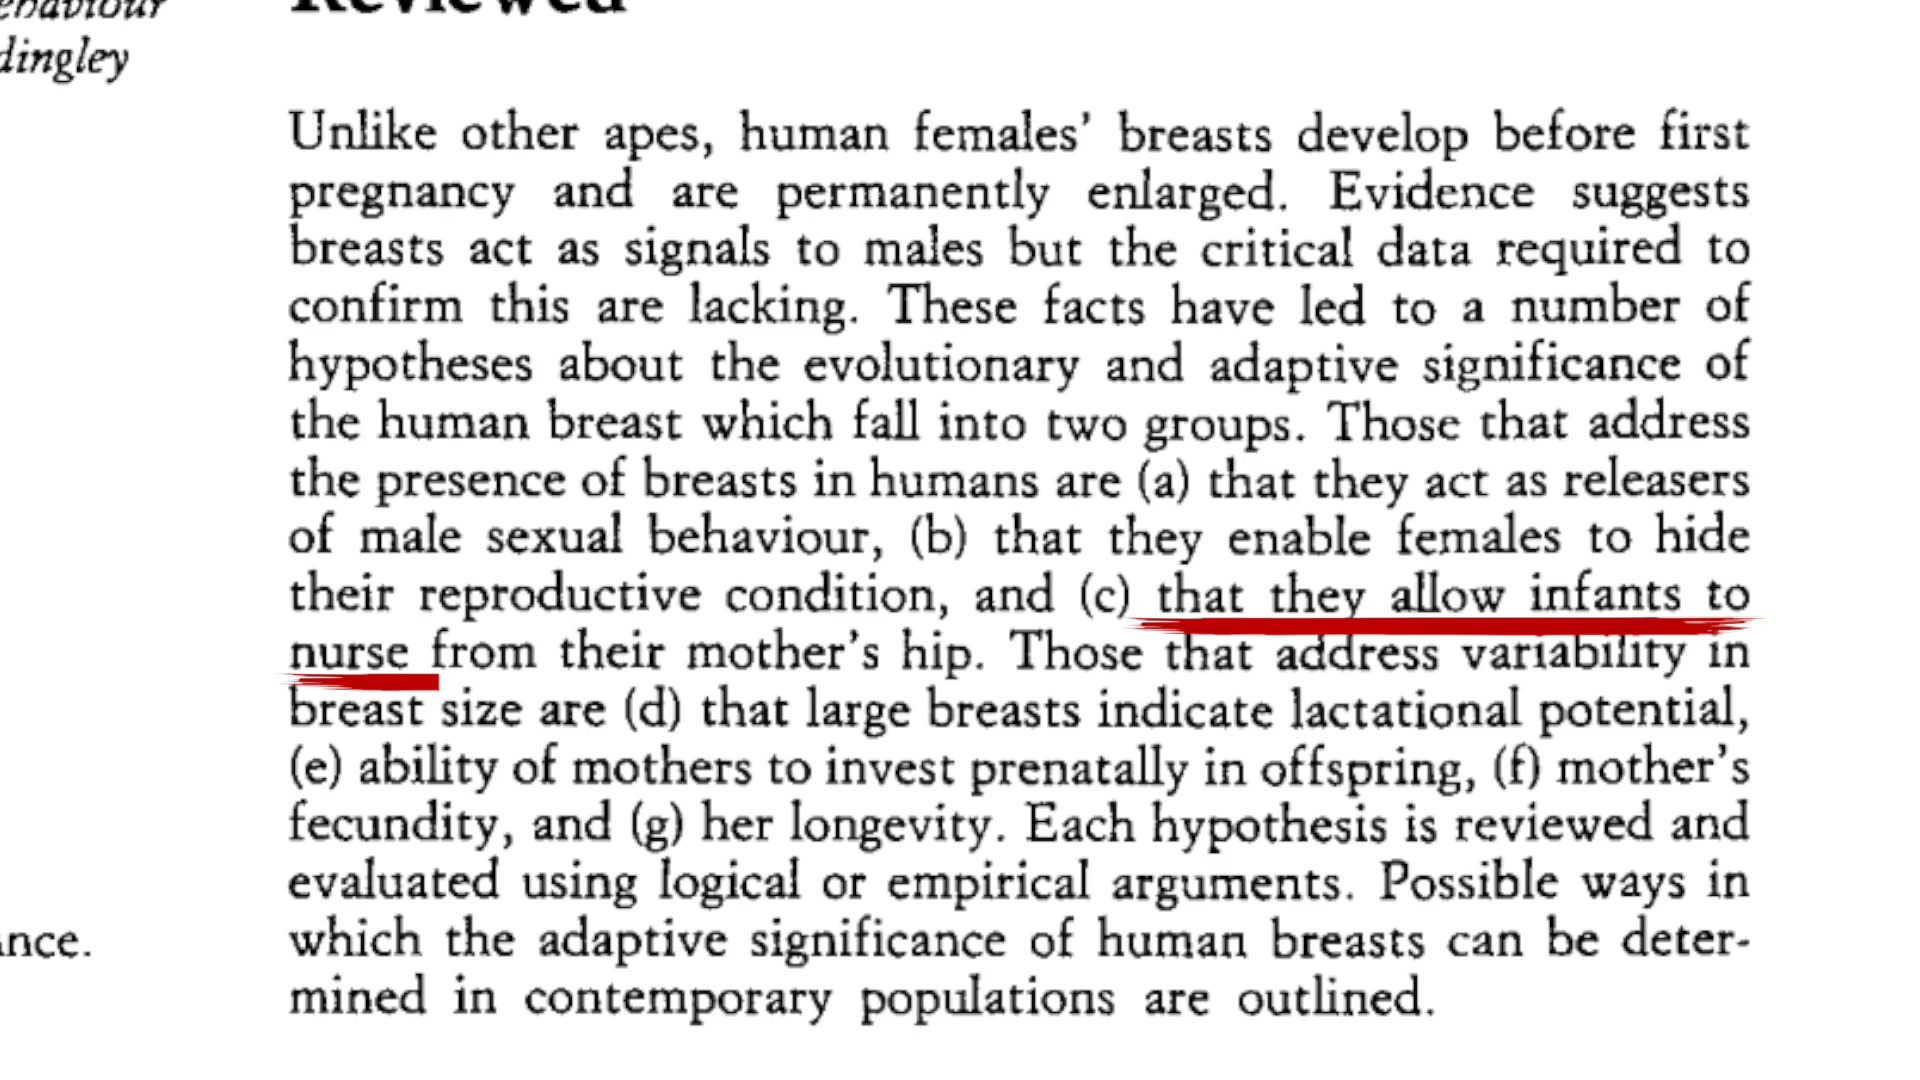 ehaviour
dingley
Reviewed
Unlike other apes, human females' breasts develop before first
pregnancy and are permanently enlarged. Evidence suggests
breasts act as signals to males but the critical data required to
confirm this are lacking. These facts have led to a number of
hypotheses about the evolutionary and adaptive significance of
the human breast which fall into two groups. Those that address
the presence of breasts in humans are (a) that they act as releasers
of male sexual behaviour, (b) that they enable females to hide
their reproductive condition, and (c) that they allow infants to
nurse from their mother's hip. Those that address variability in
breast size are (d) that large breasts indicate lactational potential,
(e) ability of mothers to invest prenatally in offspring, (f) mother's
fecundity, and (g) her longevity. Each hypothesis is reviewed and
evaluated using logical or empirical arguments. Possible ways in
which the adaptive significance of human breasts can be deter-
mined in contemporary populations are outlined.
ance.